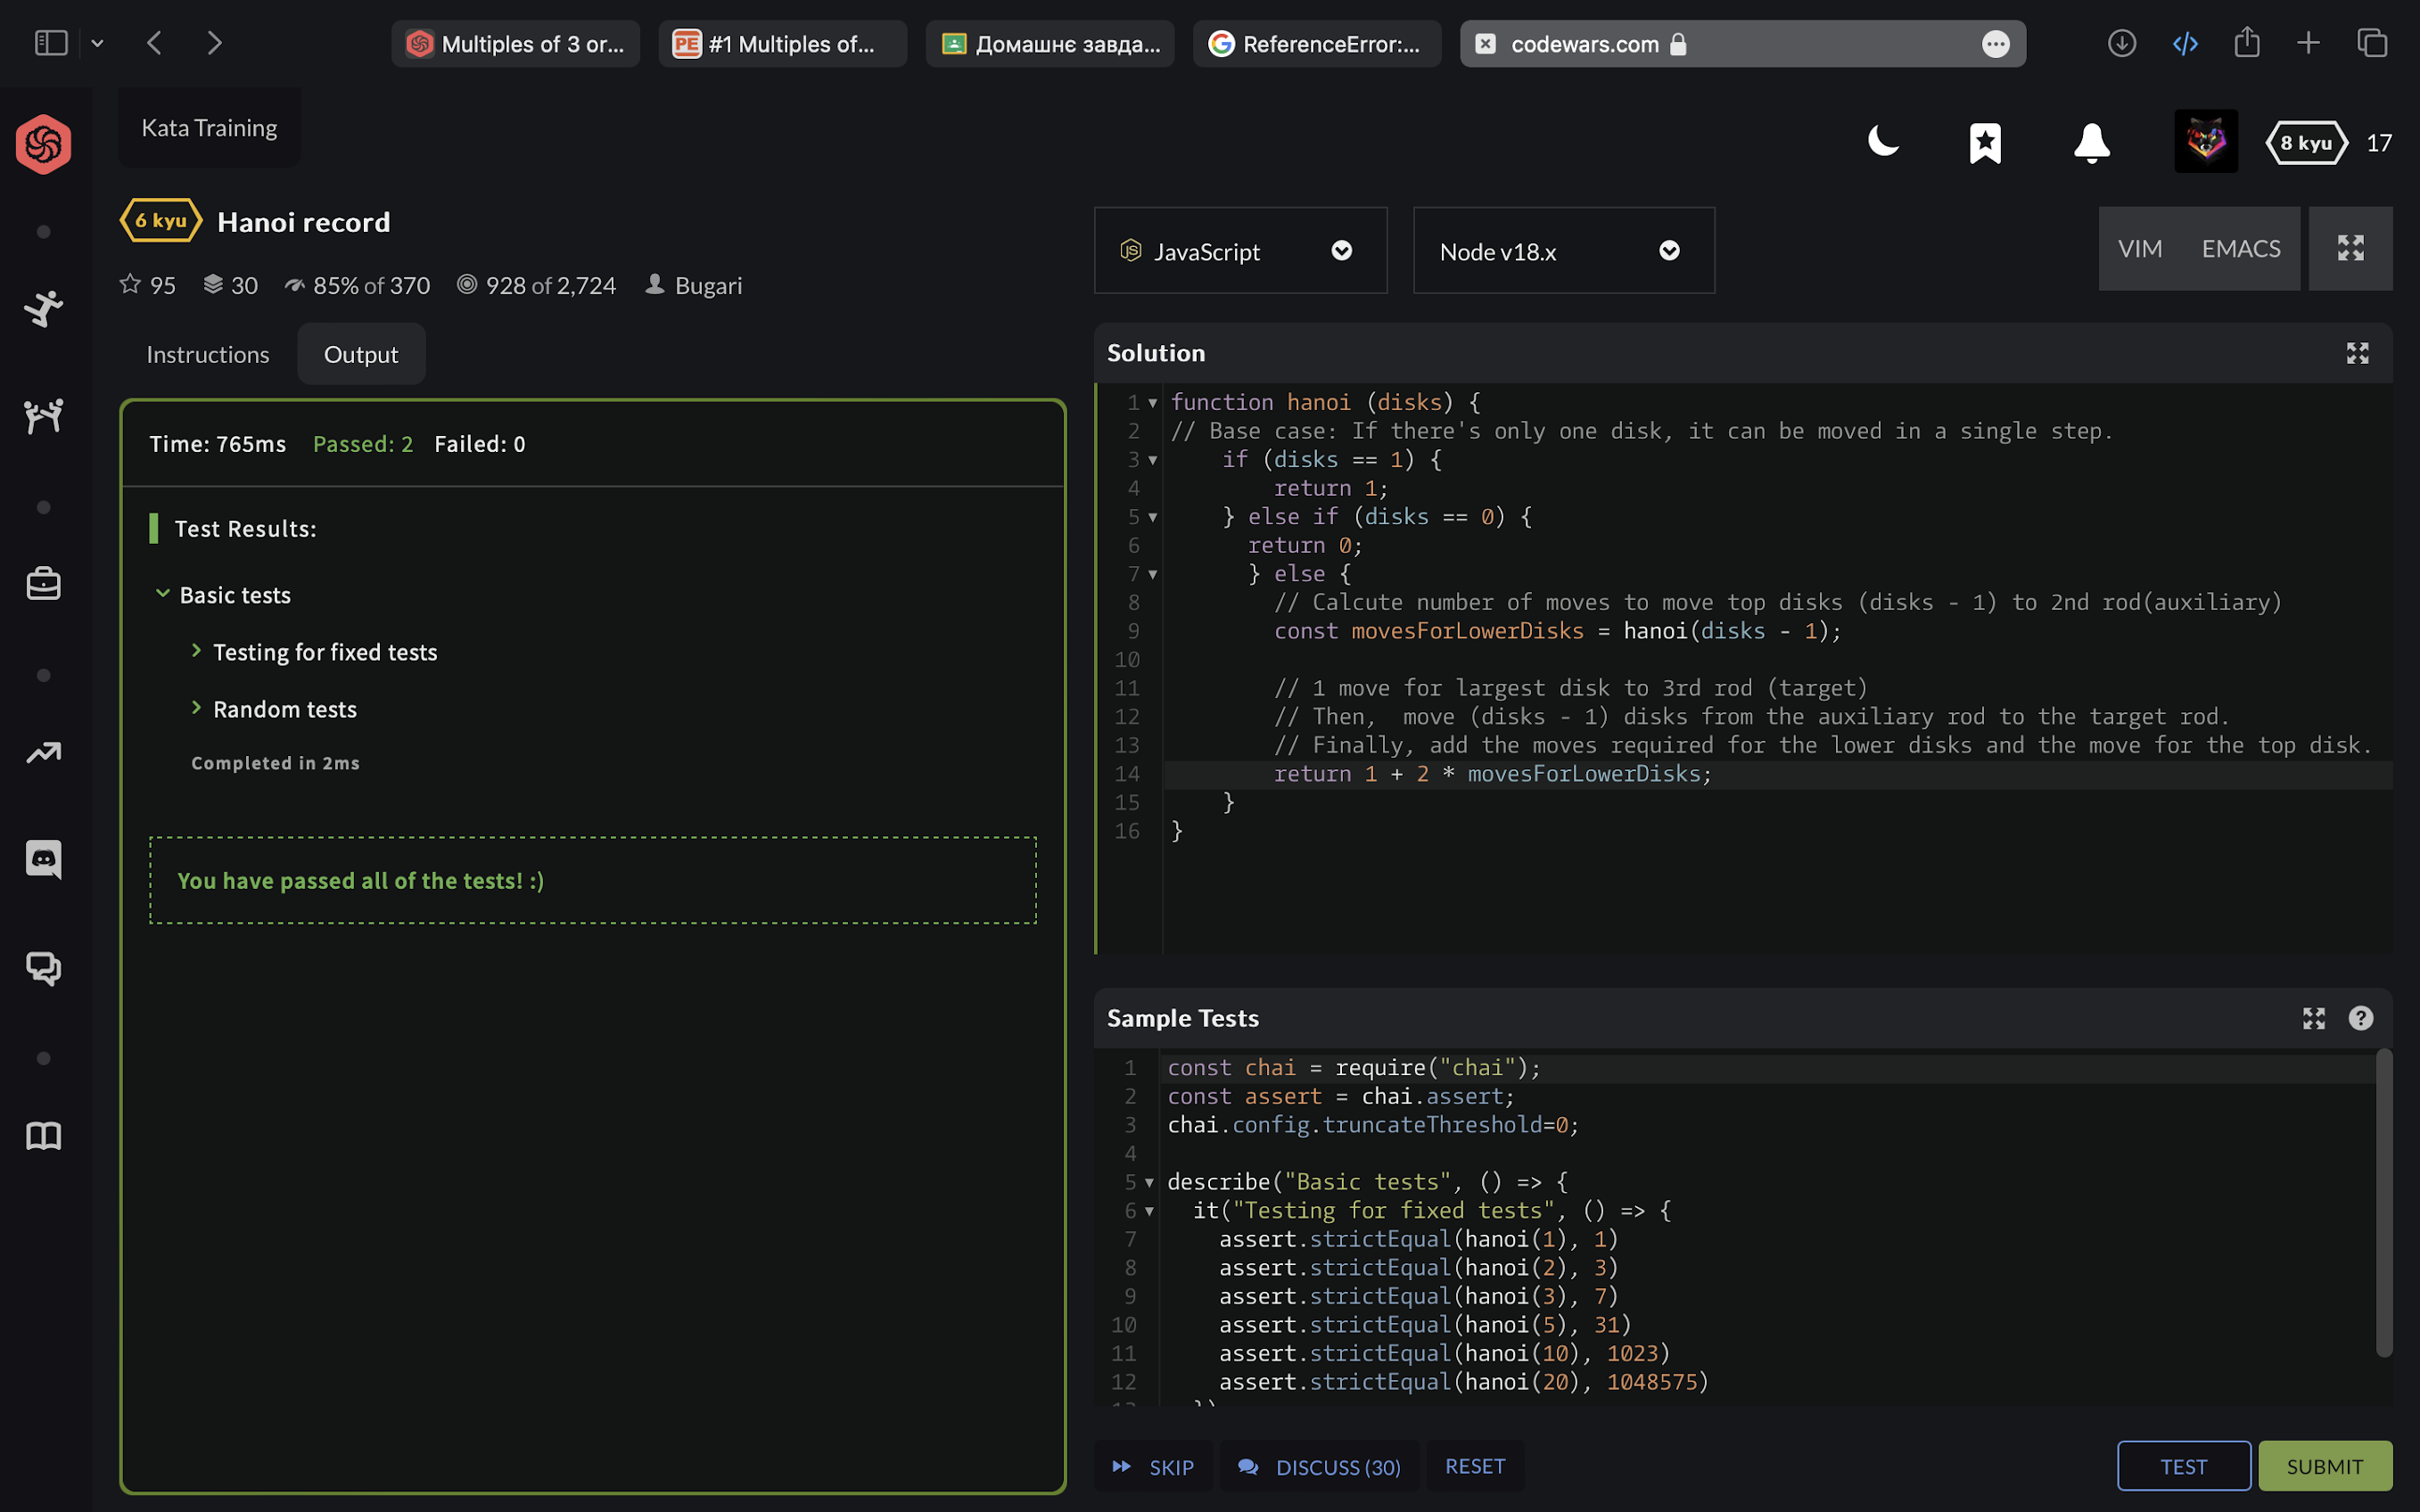 Multiples of 3 or...
PE #1 Multiples of...
Домашнє завда...
ReferenceError:...
codewars.com
Kata Training
8 kyu 17
6 kyu Hanoi record
95 30 85% of 370 928 of 2,724 Bugari
Instructions Output
Time: 765ms Passed: 2 Failed: 0
Test Results:
Basic tests
Testing for fixed tests
Random tests
Completed in 2ms
You have passed all of the tests! :)
JS JavaScript
Node v18.x
VIM EMACS
Solution
1 function hanoi (disks) {
2 // Base case: If there's only one disk, it can be moved in a single step.
3     if (disks == 1) {
4         return 1;
5     } else if (disks == 0) {
6       return 0;
7       } else {
8         // Calcute number of moves to move top disks (disks - 1) to 2nd rod(auxiliary)
9         const movesForLowerDisks = hanoi(disks - 1);
10
11         // 1 move for largest disk to 3rd rod (target)
12         // Then,  move (disks - 1) disks from the auxiliary rod to the target rod.
13         // Finally, add the moves required for the lower disks and the move for the top disk.
14         return 1 + 2 * movesForLowerDisks;
15     }
16 }
Sample Tests
1 const chai = require("chai");
2 const assert = chai.assert;
3 chai.config.truncateThreshold=0;
4
5 describe("Basic tests", () => {
6   it("Testing for fixed tests", () => {
7     assert.strictEqual(hanoi(1), 1)
8     assert.strictEqual(hanoi(2), 3)
9     assert.strictEqual(hanoi(3), 7)
10     assert.strictEqual(hanoi(5), 31)
11     assert.strictEqual(hanoi(10), 1023)
12     assert.strictEqual(hanoi(20), 1048575)
SKIP DISCUSS (30) RESET
TEST SUBMIT